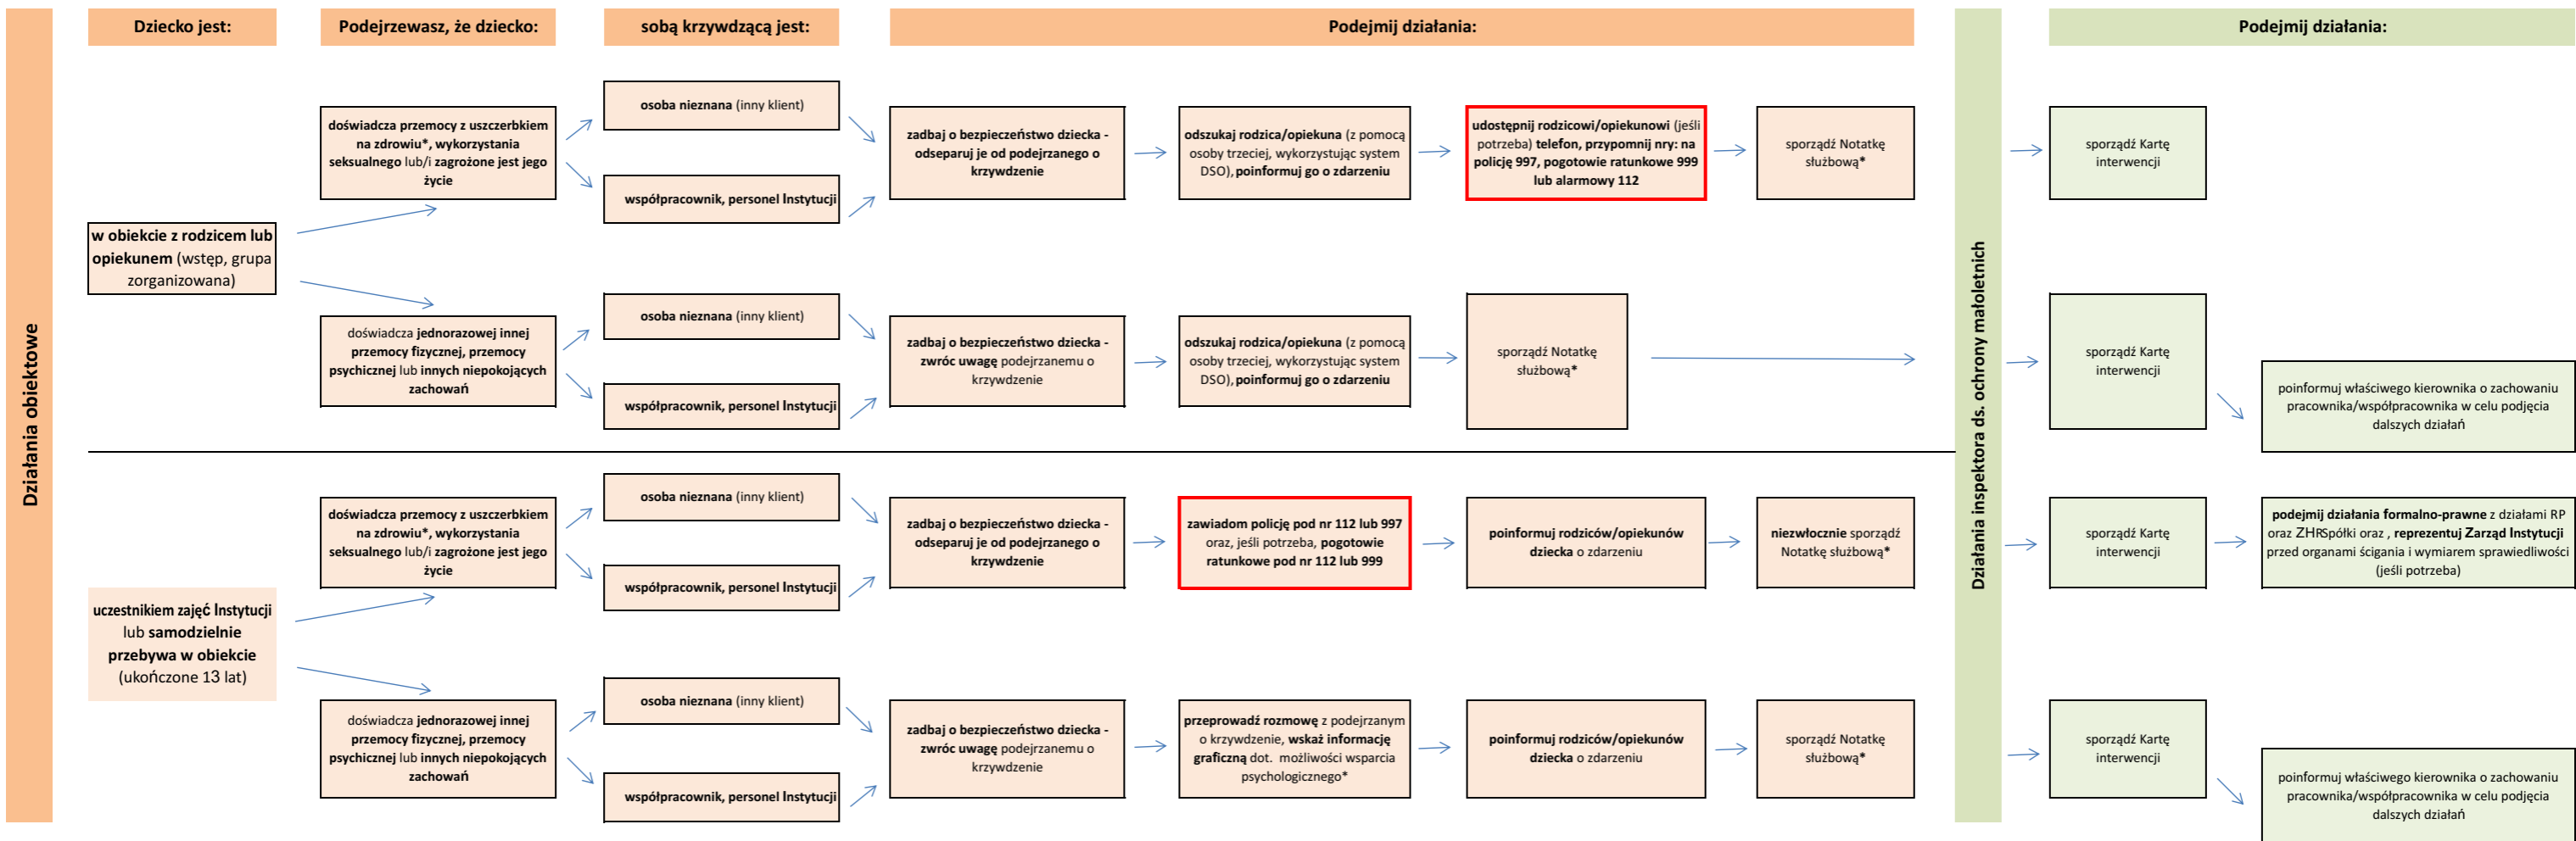 Dziecko jest:
Podejrzewasz, że dziecko:
sobą krzywdzącą jest:
Podejmij działania:
Podejmij działania:
Działania obiektowe
Działania inspektora ds. ochrony małoletnich
w obiekcie z rodzicem lub
opiekunem (wstęp, grupa
zorganizowana)
doświadcza przemocy z uszczerbkiem
na zdrowiu*, wykorzystania
seksualnego lub/i zagrożone jest jego
życie
osoba nieznana (inny klient)
współpracownik, personel Instytucji
zadbaj o bezpieczeństwo dziecka -
odseparuj je od podejrzanego o
krzywdzenie
odszukaj rodzica/opiekuna (z pomocą
osoby trzeciej, wykorzystując system
DSO), poinformuj go o zdarzeniu
udostępnij rodzicowi/opiekunowi (jeśli
potrzeba) telefon, przypomnij nry: na
policję 997, pogotowie ratunkowe 999
lub alarmowy 112
sporządź Notatkę
służbową*
sporządź Kartę
interwencji
doświadcza jednorazowej innej
przemocy fizycznej, przemocy
psychicznej lub innych niepokojących
zachowań
osoba nieznana (inny klient)
współpracownik, personel Instytucji
zadbaj o bezpieczeństwo dziecka -
zwróc uwagę podejrzanemu o
krzywdzenie
odszukaj rodzica/opiekuna (z pomocą
osoby trzeciej, wykorzystując system
DSO), poinformuj go o zdarzeniu
sporządź Notatkę
służbową*
sporządź Kartę
interwencji
poinformuj właściwego kierownika o zachowaniu
pracownika/współpracownika w celu podjęcia
dalszych działań
uczestnikiem zajęć Instytucji
lub samodzielnie
przebywa w obiekcie
(ukończone 13 lat)
doświadcza przemocy z uszczerbkiem
na zdrowiu*, wykorzystania
seksualnego lub/i zagrożone jest jego
życie
osoba nieznana (inny klient)
współpracownik, personel Instytucji
zadbaj o bezpieczeństwo dziecka -
odseparuj je od podejrzanego o
krzywdzenie
zawiadom policję pod nr 112 lub 997
oraz, jeśli potrzeba, pogotowie
ratunkowe pod nr 112 lub 999
poinformuj rodziców/opiekunów
dziecka o zdarzeniu
niezwłocznie sporządź
Notatkę służbową*
sporządź Kartę
interwencji
podejmij działania formalno-prawne z działami RP
oraz ZHRSpółki oraz , reprezentuj Zarząd Instytucji
przed organami ścigania i wymiarem sprawiedliwości
(jeśli potrzeba)
doświadcza jednorazowej innej
przemocy fizycznej, przemocy
psychicznej lub innych niepokojących
zachowań
osoba nieznana (inny klient)
współpracownik, personel Instytucji
zadbaj o bezpieczeństwo dziecka -
zwróc uwagę podejrzanemu o
krzywdzenie
przeprowadź rozmowę z podejrzanym
o krzywdzenie, wskaż informację
graficzną dot. możliwości wsparcia
psychologicznego*
poinformuj rodziców/opiekunów
dziecka o zdarzeniu
sporządź Notatkę
służbową*
sporządź Kartę
interwencji
poinformuj właściwego kierownika o zachowaniu
pracownika/współpracownika w celu podjęcia
dalszych działań